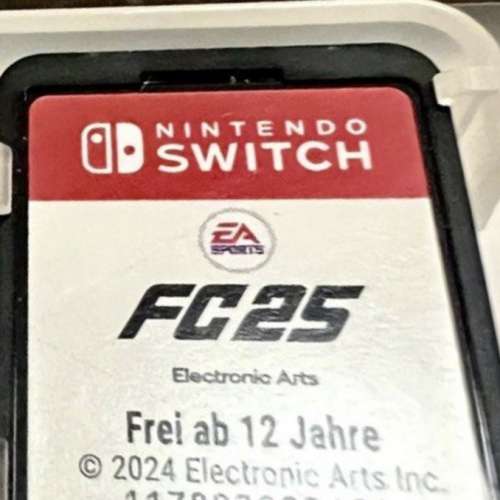 NINTENDO
SWITCH
EA
SPORTS
FC25
Electronic Arts
Frei ab 12 Jahre
© 2024 Electronic Arts Inc.